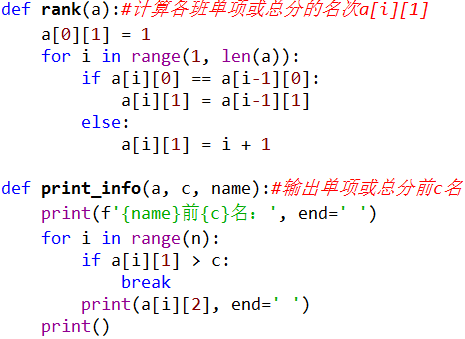 def rank(a):#计算各班单项或总分的名次a[i][1]
    a[0][1] = 1
    for i in range(1, len(a)):
        if a[i][0] == a[i-1][0]:
            a[i][1] = a[i-1][1]
        else:
            a[i][1] = i + 1

def print_info(a, c, name):#输出单项或总分前c名
    print(f'{name}前{c}名：', end=' ')
    for i in range(n):
        if a[i][1] > c:
            break
        print(a[i][2], end=' ')
    print()